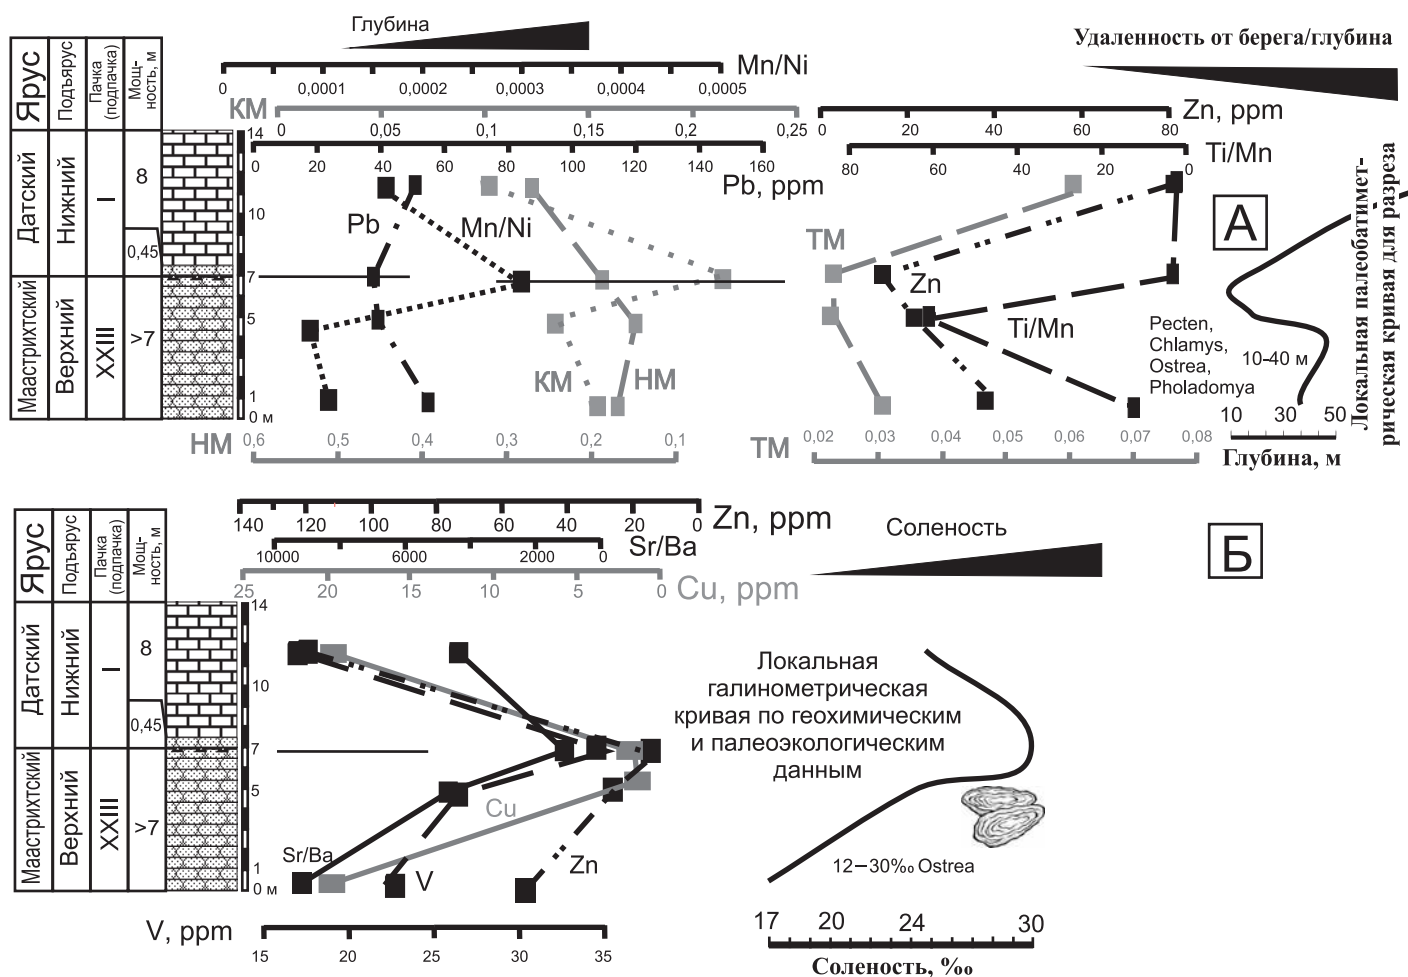 Глубина
Удаленность от берега/глубина
Ярус
Подъярус
Пачка
(подпачка)
Мощ-
ность, м
Mn/Ni
0 0,0001 0,0002 0,0003 0,0004 0,0005
КМ
0 0,05 0,1 0,15 0,2 0,25
0 20 40 60 80 100 120 140 160
Pb, ppm
Zn, ppm
0 20 40 60 80
Ti/Mn
80 60 40 20 0
Датский
Нижний
I
8
0,45
Маастрихтский
Верхний
XXIII
>7
14
10
7
5
1
0 м
Pb
Mn/Ni
КМ
НМ
ТМ
Zn
Ti/Mn
А
Локальная палеобатимет-
рическая кривая для разреза
Pecten,
Chlamys,
Ostrea,
Pholadomya
10-40 м
10 30 50
Глубина, м
НМ
0,6 0,5 0,4 0,3 0,2 0,1
ТМ
0,02 0,03 0,04 0,05 0,06 0,07 0,08
Ярус
Подъярус
Пачка
(подпачка)
Мощ-
ность, м
140 120 100 80 60 40 20 0
Zn, ppm
10000 6000 2000 0
Sr/Ba
25 20 15 10 5 0
Cu, ppm
Соленость
Б
Датский
Нижний
I
8
0,45
Маастрихтский
Верхний
XXIII
>7
14
10
7
5
1
0 м
Cu
Sr/Ba
V
Zn
Локальная
галинометрическая
кривая по геохимическим
и палеоэкологическим
данным
12–30‰ Ostrea
V, ppm
15 20 25 30 35
17 20 24 30
Соленость, ‰